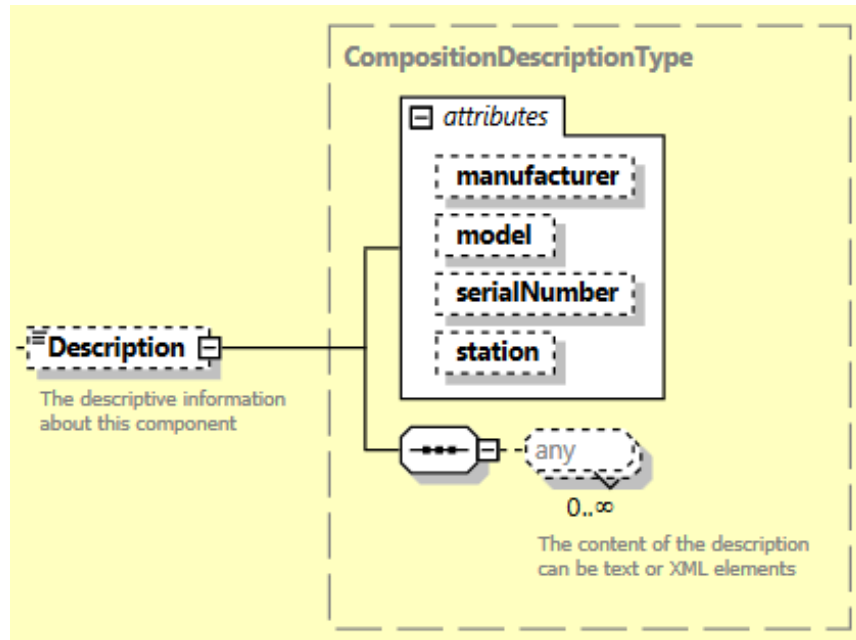 CompositionDescriptionType
attributes
manufacturer
model
serialNumber
station
Description
The descriptive information
about this component
any
0..∞
The content of the description
can be text or XML elements